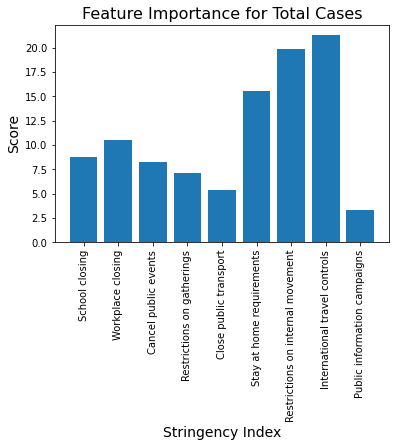 Feature Importance for Total Cases
Score
20.0
17.5
15.0
12.5
10.0
7.5
5.0
2.5
0.0
School closing
Workplace closing
Cancel public events
Restrictions on gatherings
Close public transport
Stay at home requirements
Restrictions on internal movement
International travel controls
Public information campaigns
Stringency Index